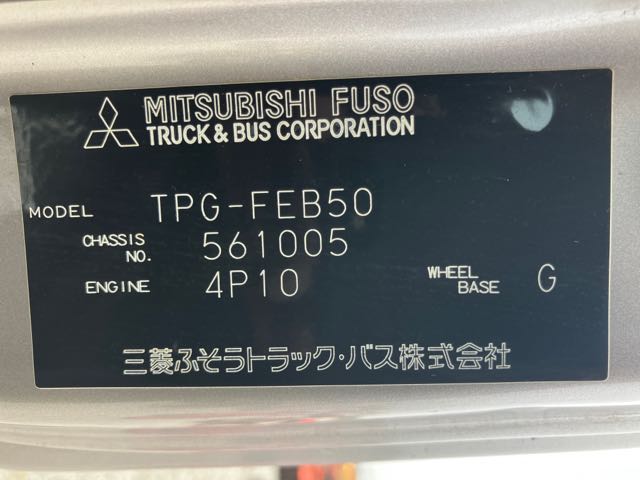 MITSUBISHI FUSO
TRUCK & BUS CORPORATION
MODEL TPG-FEB50
CHASSIS NO. 561005
ENGINE 4P10 WHEEL BASE G
三菱ふそうトラック・バス株式会社